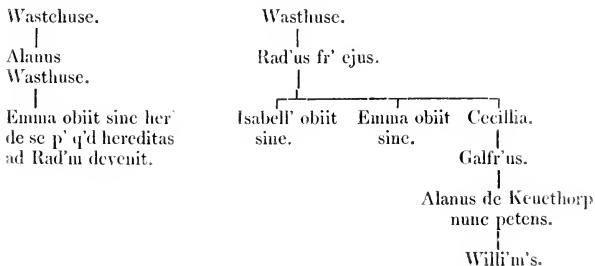 Wastehuse.
Alanus
Wasthuse.
Emma obiit sine her'
de se p' q'd hereditas
ad Rad'm devenit.
Wasthuse.
Rad'us fr' ejus.
Isabell' obiit
sine.
Emma obiit
sine.
Cecillia.
Galfr'us.
Alanus de Keuethorp
nunc petens.
Willi'm's.